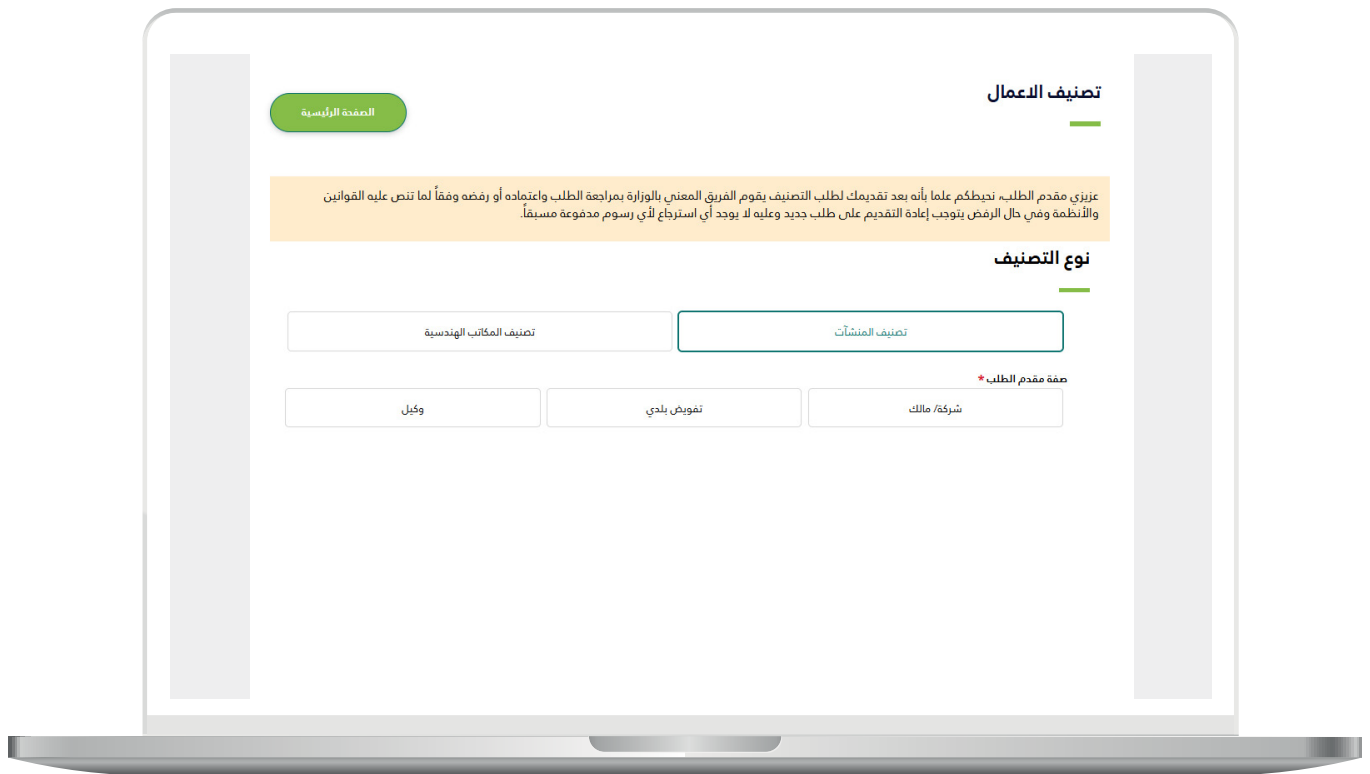 تصنيف الاعمال
الصفحة الرئيسية
عزيزي مقدم الطلب، نحيطكم علما بأنه بعد تقديمك لطلب التصنيف يقوم الفريق المعني بالوزارة بمراجعة الطلب واعتماده أو رفضه وفقاً لما تنص عليه القوانين
والأنظمة وفي حال الرفض يتوجب إعادة التقديم على طلب جديد وعليه لا يوجد أي استرجاع لأي رسوم مدفوعة مسبقاً.
نوع التصنيف
تصنيف المنشآت
تصنيف المكاتب الهندسية
صفة مقدم الطلب *
شركة/ مالك
تفويض بلدي
وكيل